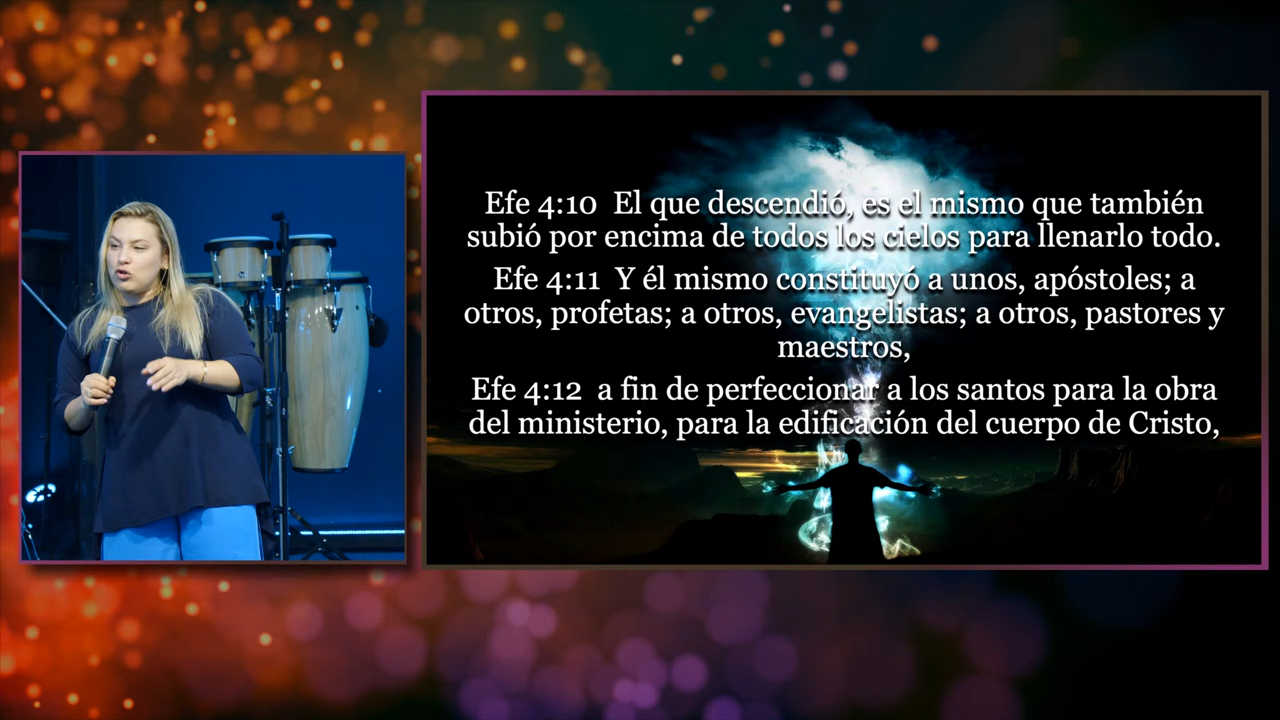 Efe 4:10  El que descendió, es el mismo que también
subió por encima de todos los cielos para llenarlo todo.
Efe 4:11  Y él mismo constituyó a unos, apóstoles; a
otros, profetas; a otros, evangelistas; a otros, pastores y
maestros,
Efe 4:12  a fin de perfeccionar a los santos para la obra
del ministerio, para la edificación del cuerpo de Cristo,